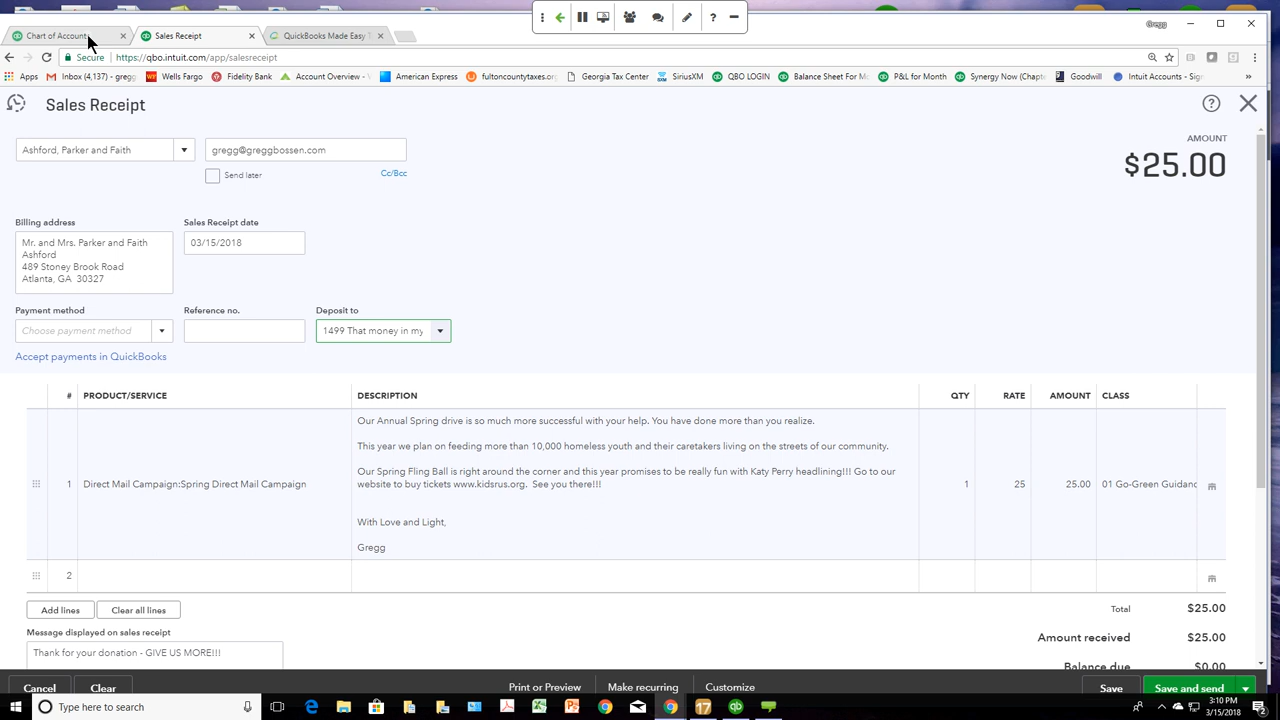 Gregg
Chart of Accounts
Sales Receipt
QuickBooks Made Easy
Secure
https://qbo.intuit.com/app/salesreceipt
Apps
Inbox (4,137) - gregg
Wells Fargo
Fidelity Bank
Account Overview -
American Express
fultoncountytaxes.org
Georgia Tax Center
SiriusXM
QBO LOGIN
Balance Sheet For M
P&L for Month
Synergy Now (Chapt
Goodwill
Intuit Accounts - Sig
»
Sales Receipt
?
Ashford, Parker and Faith
gregg@greggbossen.com
AMOUNT
$25.00
Send later
Cc/Bcc
Billing address
Sales Receipt date
Mr. and Mrs. Parker and Faith
Ashford
489 Stoney Brook Road
Atlanta, GA 30327
03/15/2018
Payment method
Reference no.
Deposit to
Choose payment method
1499 That money in my
Accept payments in QuickBooks
# PRODUCT/SERVICE DESCRIPTION QTY RATE AMOUNT CLASS
Our Annual Spring drive is so much more successful with your help. You have done more than you realize.
This year we plan on feeding more than 10,000 homeless youth and their caretakers living on the streets of our community.
Our Spring Fling Ball is right around the corner and this year promises to be really fun with Katy Perry headlining!!! Go to our
website to buy tickets www.kidsrus.org. See you there!!!
1 Direct Mail Campaign:Spring Direct Mail Campaign 1 25 25.00 01 Go-Green Guidanc
With Love and Light,
Gregg
2
Add lines
Clear all lines
Total $25.00
Message displayed on sales receipt
Amount received $25.00
Thank for your donation - GIVE US MORE!!!
Balance due $0.00
Cancel
Clear
Print or Preview
Make recurring
Customize
Save
Save and send
Type here to search
17
3:10 PM
3/15/2018